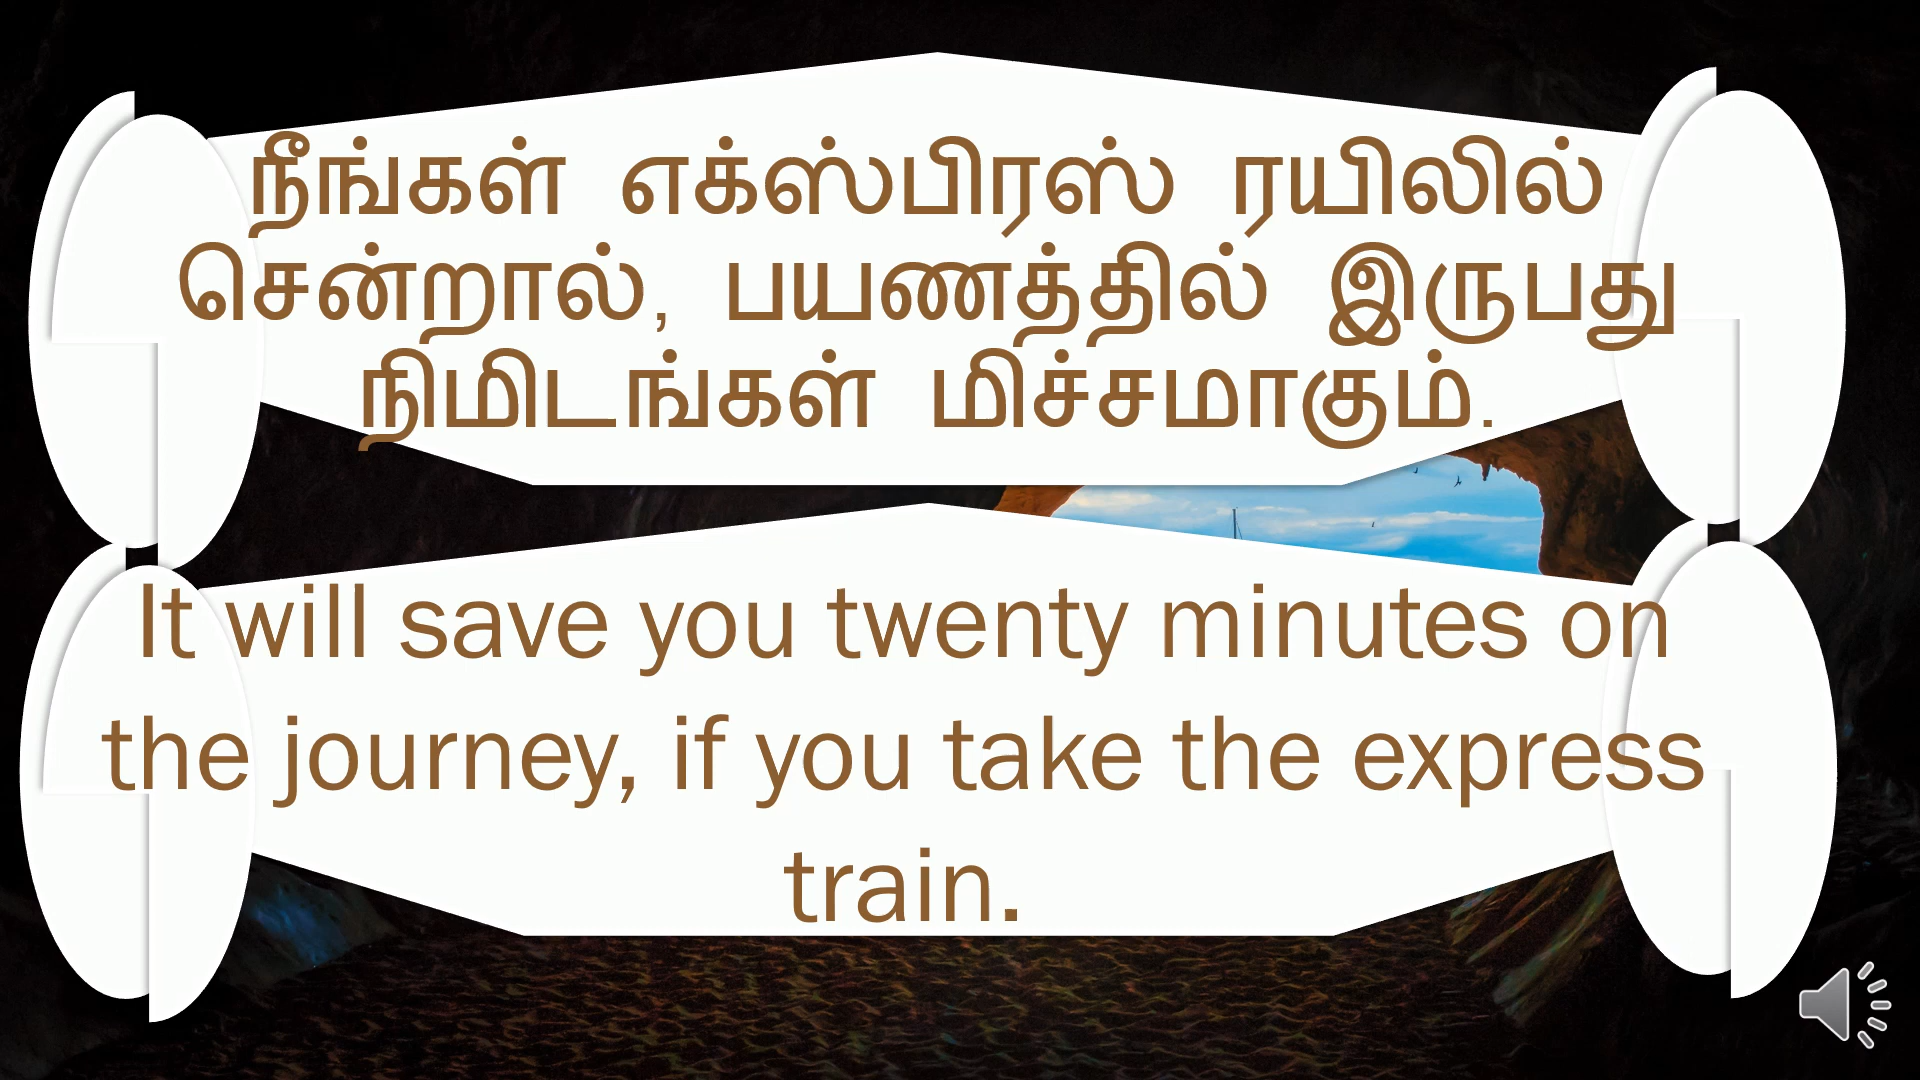 நீங்கள் எக்ஸ்பிரஸ் ரயிலில்
சென்றால், பயணத்தில் இருபது
நிமிடங்கள் மிச்சமாகும்.
It will save you twenty minutes on
the journey, if you take the express
train.